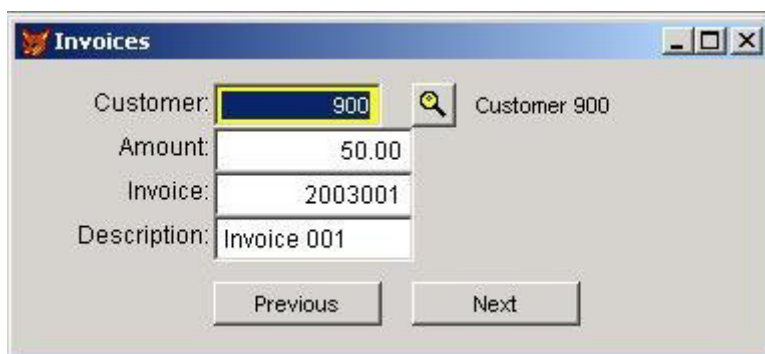 Invoices
Customer: 900 Customer 900
Amount: 50.00
Invoice: 2003001
Description: Invoice 001
Previous Next